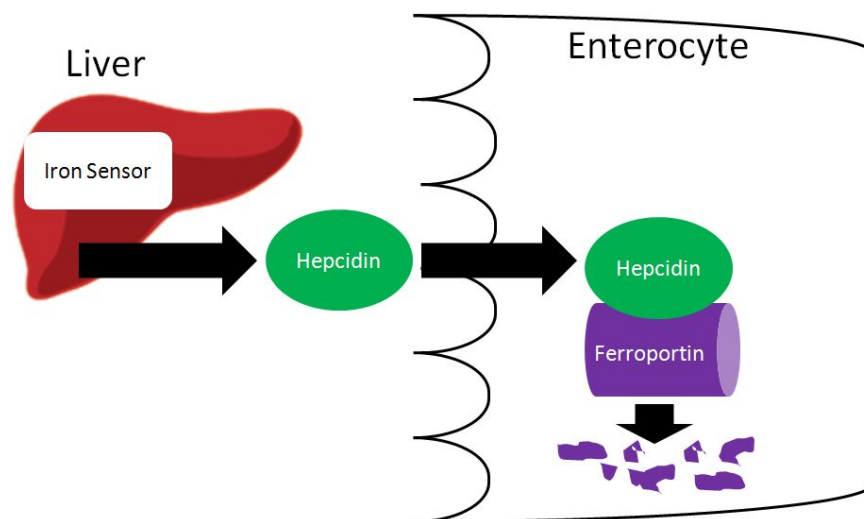 Liver
Enterocyte
Iron Sensor
Hepcidin
Hepcidin
Ferroportin